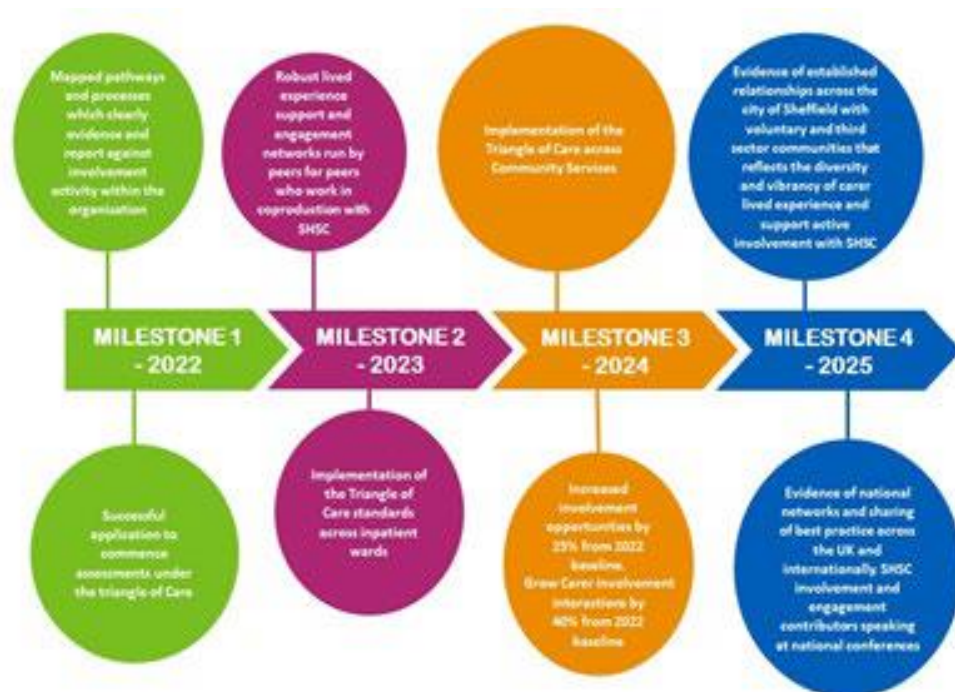 Mapped pathways
and processes
which clearly
evidence and
report against
involvement
activity within the
organisation
Robust lived
experience
support and
engagement
networks run by
peers for peers
who work in
coproduction with
SHSC
Implementation of the
Triangle of Care across
Community Services
Evidence of established
relationships across the
city of Sheffield with
voluntary and third
sector communities that
reflects the diversity
and vibrancy of carer
lived experience and
support active
involvement with SHSC
MILESTONE 1
- 2022
MILESTONE 2
- 2023
MILESTONE 3
- 2024
MILESTONE 4
- 2025
Successful
application to
commence
assessments under
the triangle of Care
Implementation of
the Triangle of
Care standards
across inpatient
wards
Increased
involvement
opportunities by
25% from 2022
baseline.
Grow Carer involvement
interactions by
40% from 2022
baseline
Evidence of national
networks and sharing
of best practice across
the UK and
internationally. SHSC
involvement and
engagement
contributors speaking
at national conferences